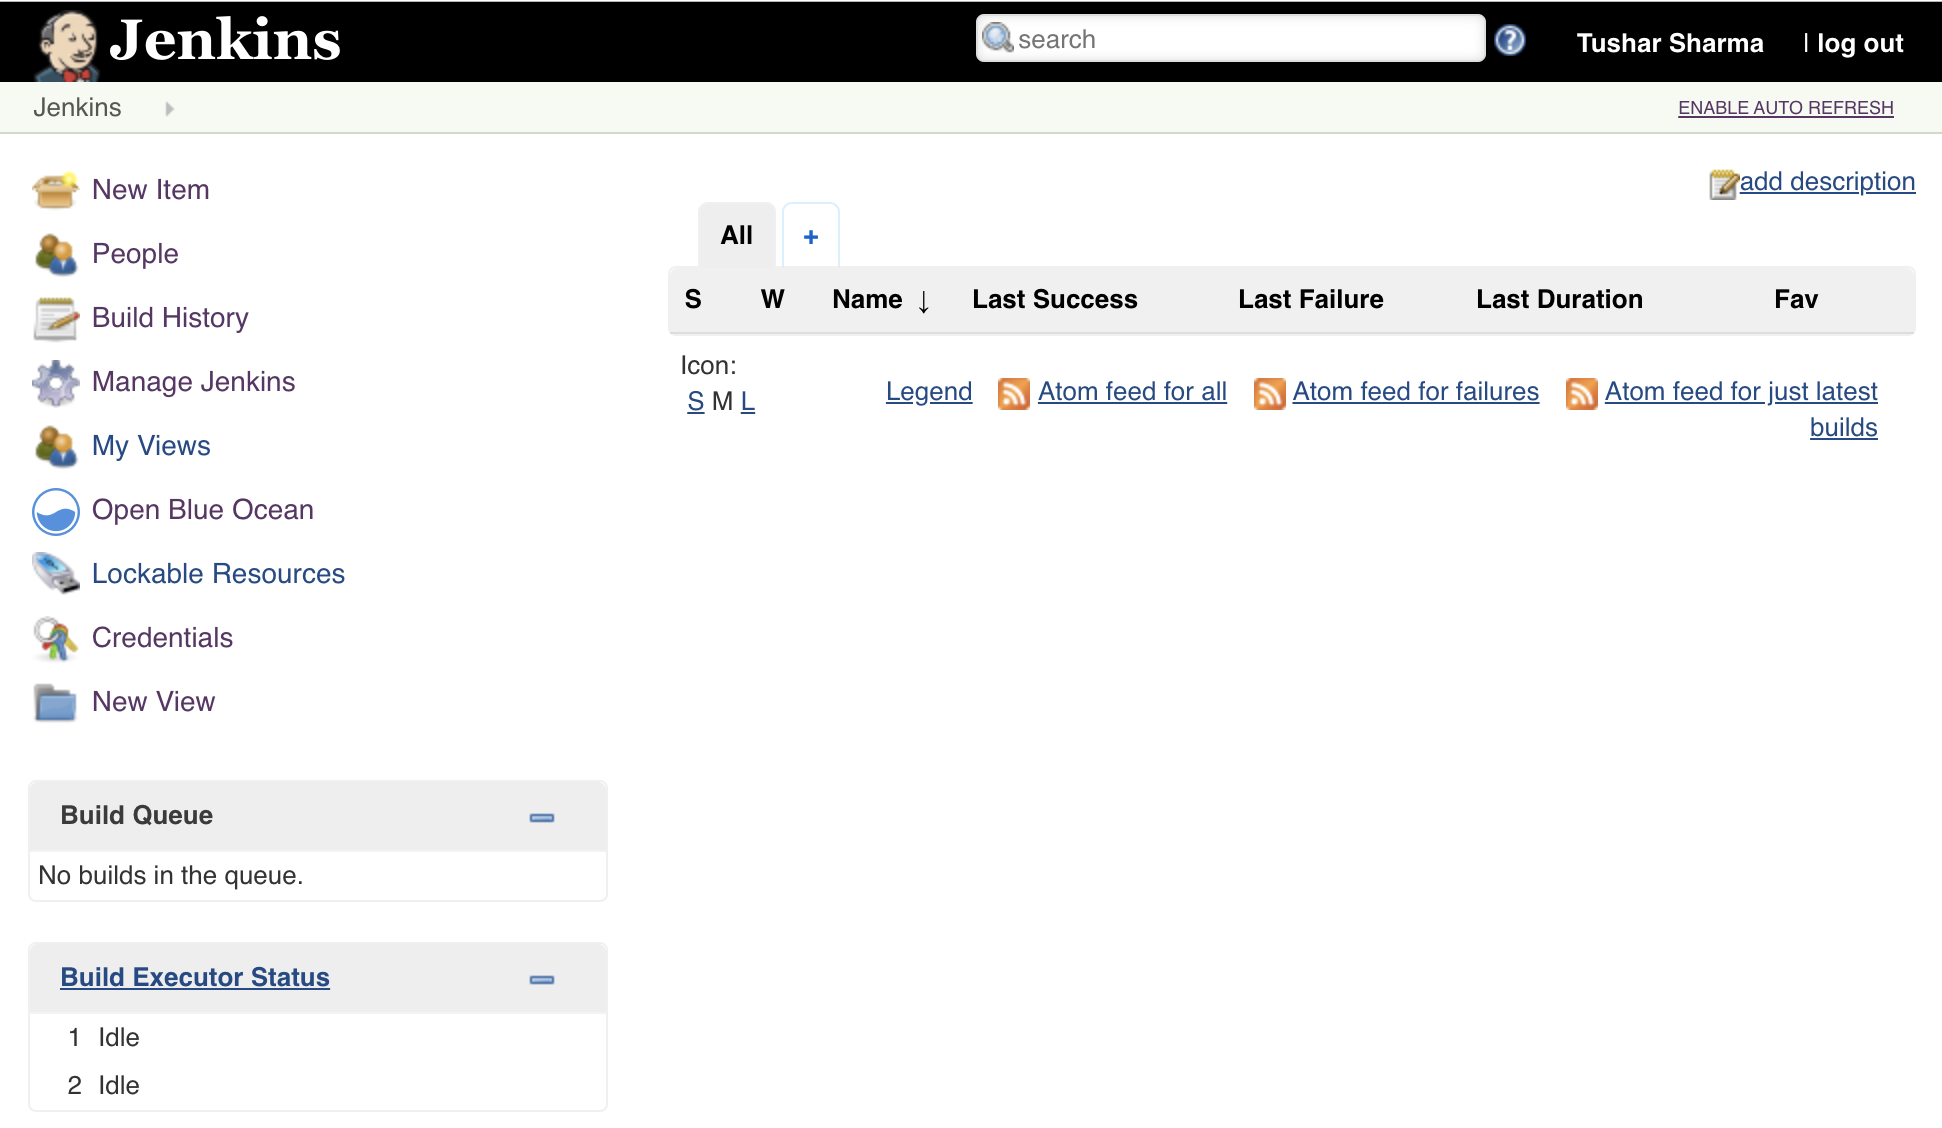 Jenkins
search
?
Tushar Sharma | log out
Jenkins
ENABLE AUTO REFRESH
New Item
People
Build History
Manage Jenkins
My Views
Open Blue Ocean
Lockable Resources
Credentials
New View
Build Queue
No builds in the queue.
Build Executor Status
1 Idle
2 Idle
add description
All +
S W Name ↓ Last Success Last Failure Last Duration Fav
Icon:
S M L
Legend Atom feed for all Atom feed for failures Atom feed for just latest
builds